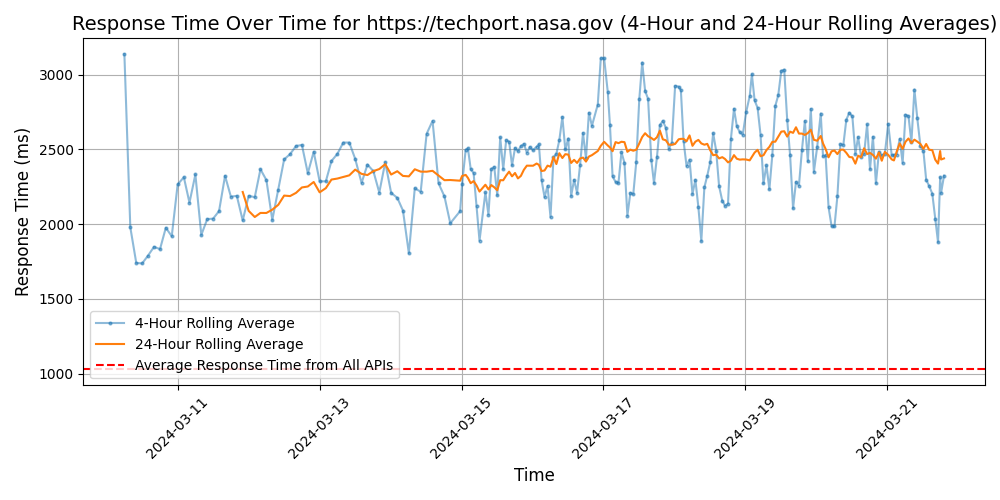 Response Time Over Time for https://techport.nasa.gov (4-Hour and 24-Hour Rolling Averages)
Response Time (ms)
3000
2500
2000
1500
1000
4-Hour Rolling Average
24-Hour Rolling Average
Average Response Time from All APIs
2024-03-11
2024-03-13
2024-03-15
2024-03-17
2024-03-19
2024-03-21
Time